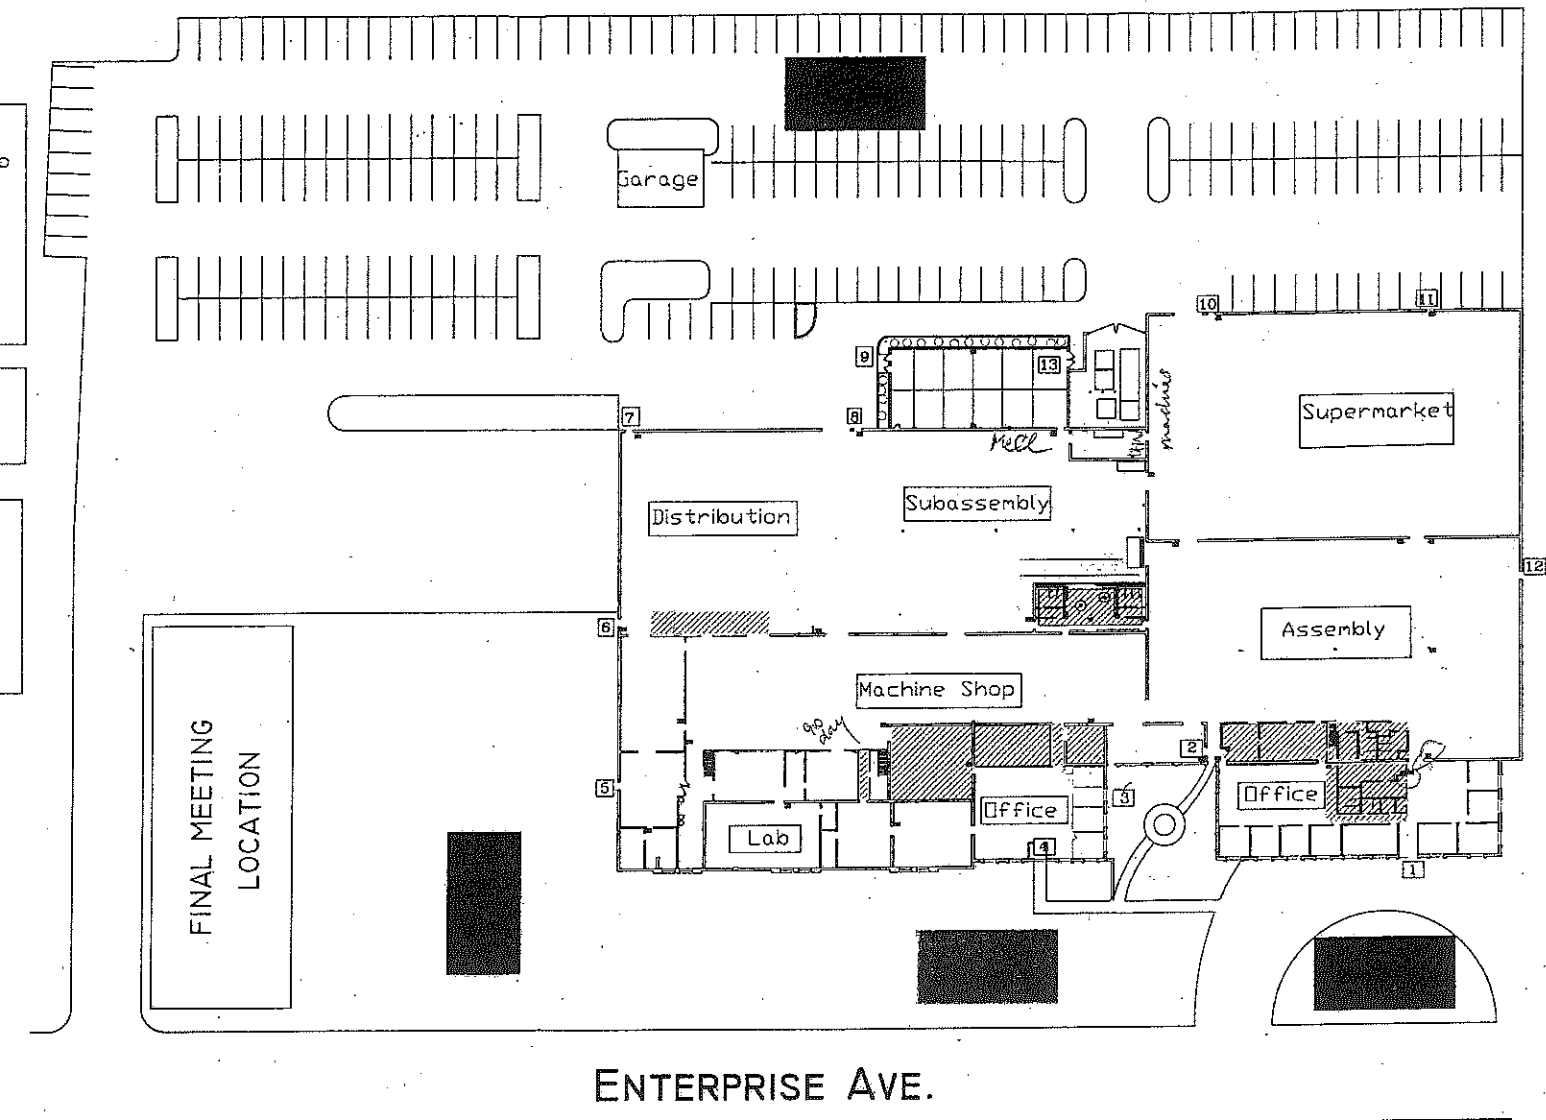 Garage
10
11
9
13
7
8
Supermarket
Distribution
Subassembly
12
6
Assembly
Machine Shop
2
5
3
Office
Office
Lab
4
1
FINAL MEETING
LOCATION
ENTERPRISE AVE.